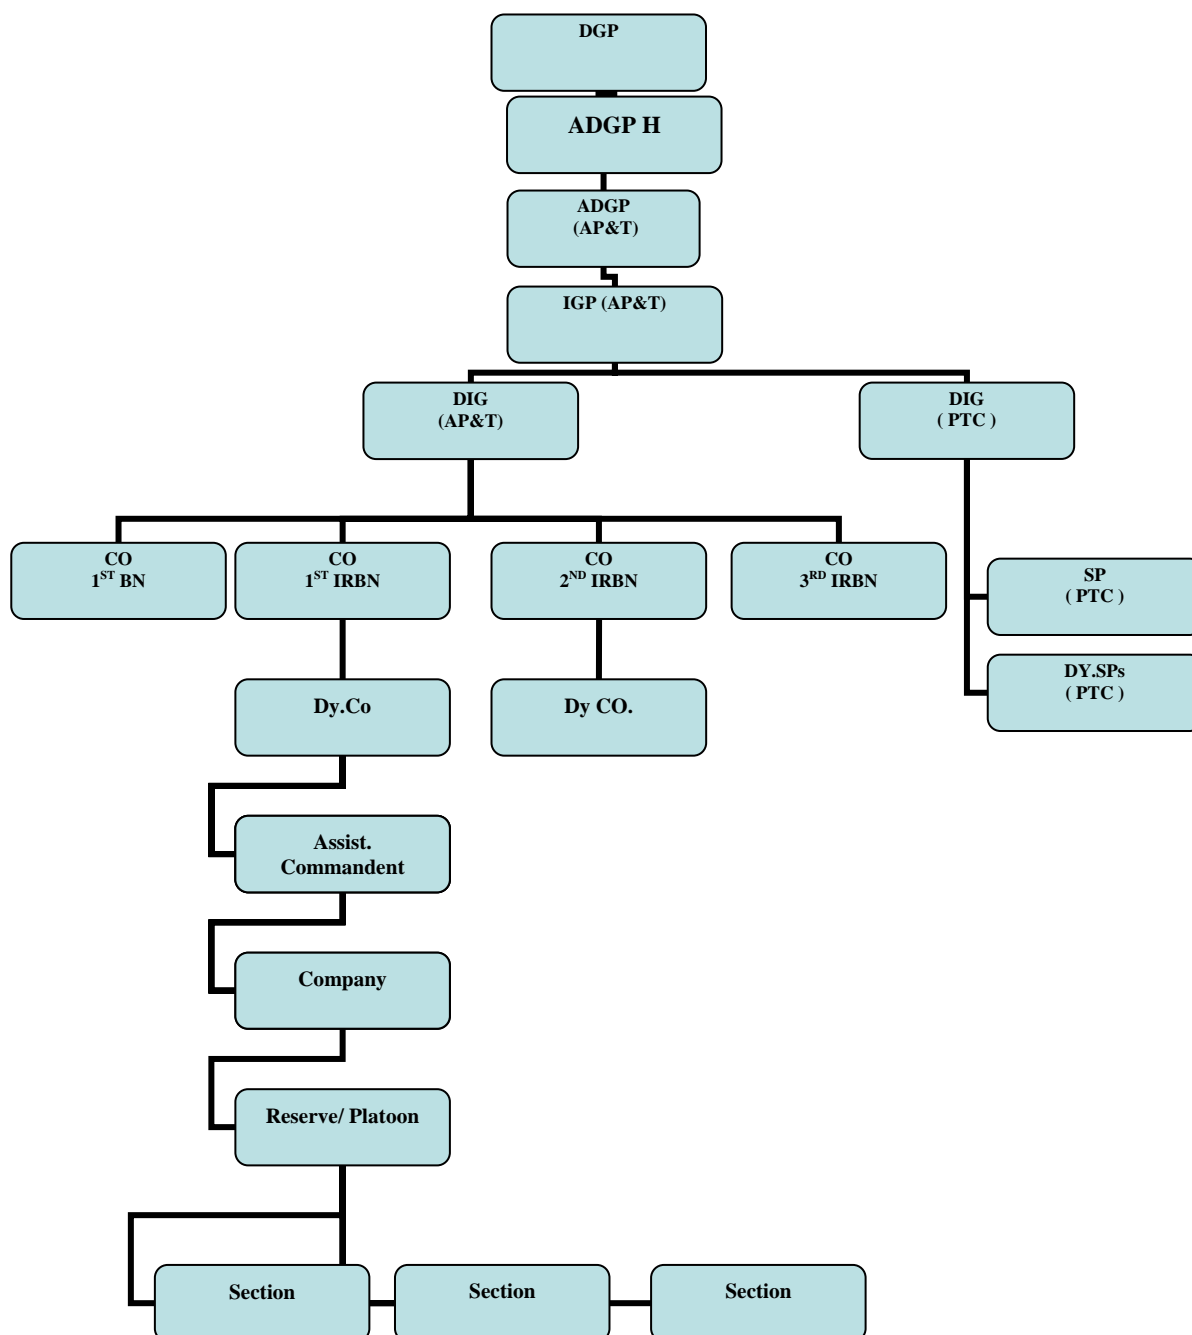 DGP
ADGP H
ADGP
(AP&T)
IGP (AP&T)
DIG
(AP&T)
DIG
( PTC )
CO
1ST BN
CO
1ST IRBN
CO
2ND IRBN
CO
3RD IRBN
SP
( PTC )
DY.SPs
( PTC )
Dy.Co
Dy CO.
Assist.
Commandent
Company
Reserve/ Platoon
Section
Section
Section